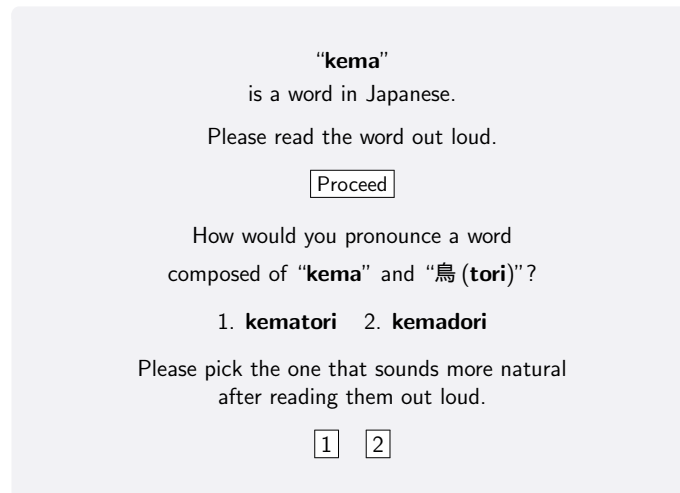 “kema”
is a word in Japanese.
Please read the word out loud.
Proceed
How would you pronounce a word
composed of “kema” and “鳥 (tori)”?
1. kematori 2. kemadori
Please pick the one that sounds more natural
after reading them out loud.
1 2